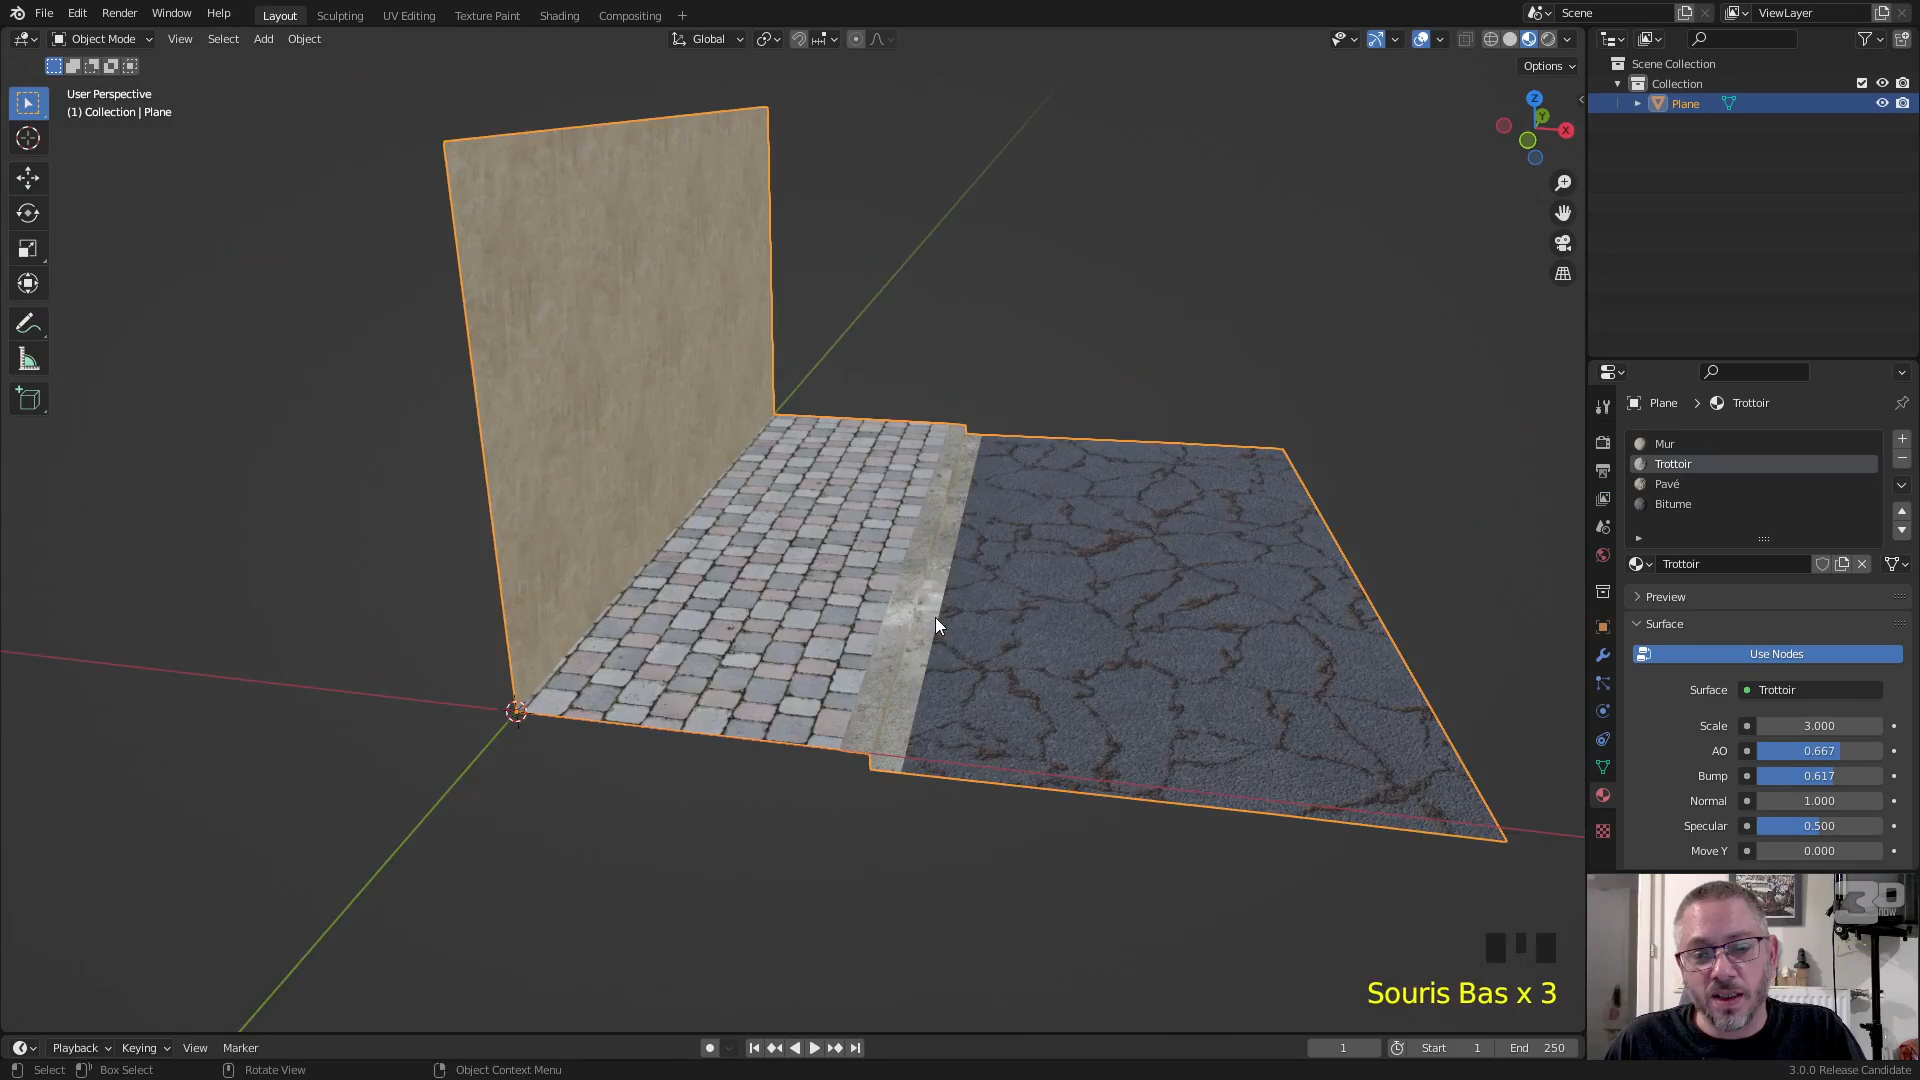 File Edit Render Window Help Layout Sculpting UV Editing Texture Paint Shading Compositing Scene ViewLayer
Object Mode View Select Add Object Global
Options
User Perspective
(1) Collection | Plane
Z
Y
X
Scene Collection
Collection
Plane
Plane > Trottoir
Mur
Trottoir
Pavé
Bitume
Trottoir
Preview
Surface
Use Nodes
Surface Trottoir
Scale 3.000
AO 0.667
Bump 0.617
Normal 1.000
Specular 0.500
Move Y 0.000
3D
Souris Bas x 3
Playback Keying View Marker 1 Start 1 End 250
Select Box Select Rotate View Object Context Menu 3.0.0 Release Candidate